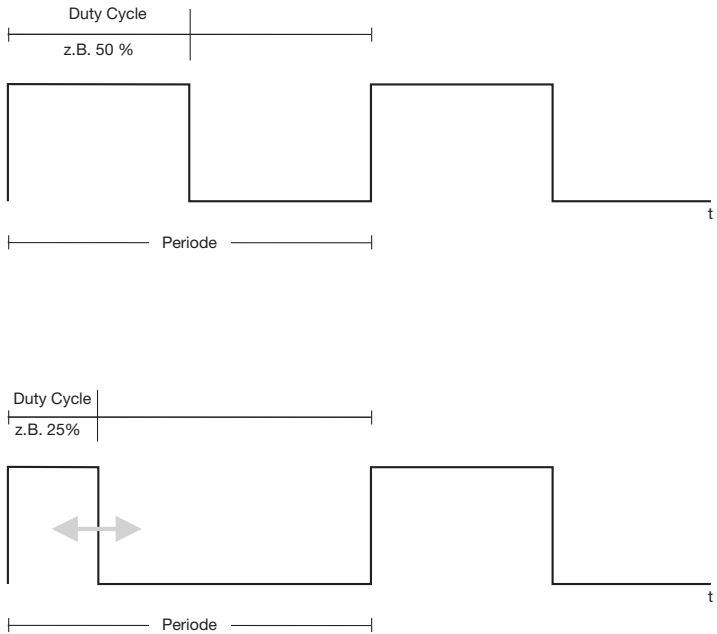 Duty Cycle
z.B. 50 %
t
Periode
Duty Cycle
z.B. 25%
t
Periode